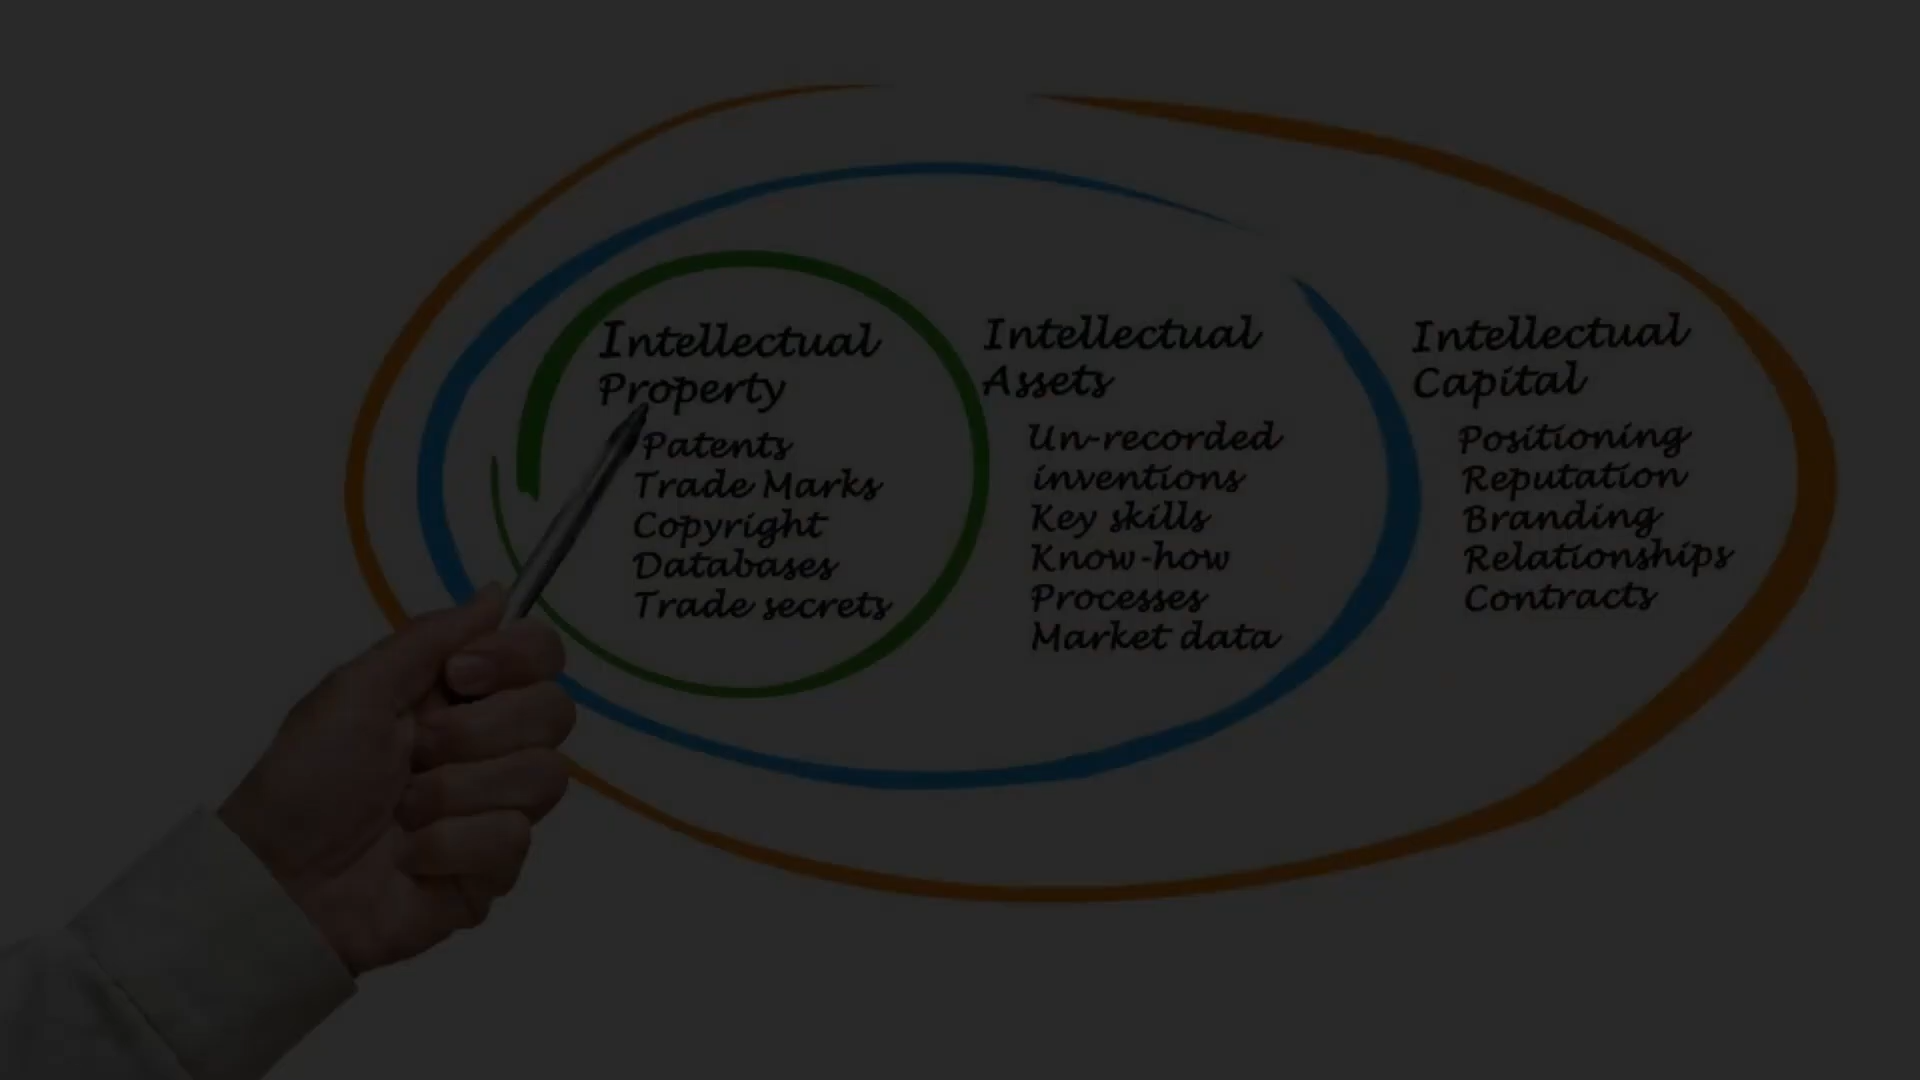 Intellectual
Property
Patents
Trade Marks
Copyright
Databases
Trade secrets
Intellectual
Assets
Un-recorded
inventions
Key skills
Know-how
Processes
Market data
Intellectual
Capital
Positioning
Reputation
Branding
Relationships
Contracts